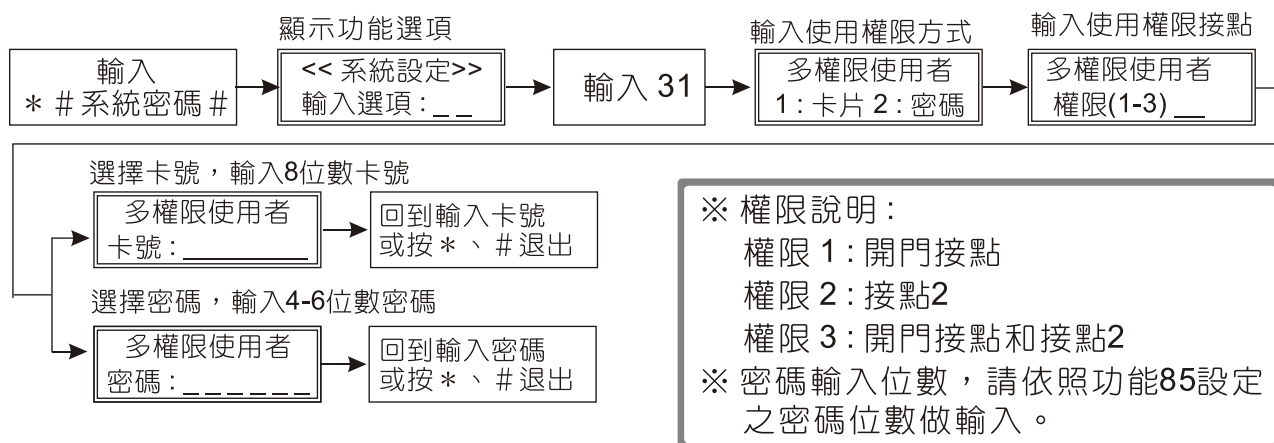 顯示功能選項
輸入使用權限方式
輸入使用權限接點
輸入
＊＃系統密碼＃
<< 系統設定>>
輸入選項：_ _
輸入 31
多權限使用者
1：卡片 2：密碼
多權限使用者
權限(1-3) __
選擇卡號，輸入8位數卡號
多權限使用者
卡號：________
回到輸入卡號
或按＊、＃退出
選擇密碼，輸入4-6位數密碼
多權限使用者
密碼：_ _ _ _ _ _
回到輸入密碼
或按＊、＃退出
※ 權限說明：
權限 1：開門接點
權限 2：接點2
權限 3：開門接點和接點2
※ 密碼輸入位數，請依照功能85設定
之密碼位數做輸入。